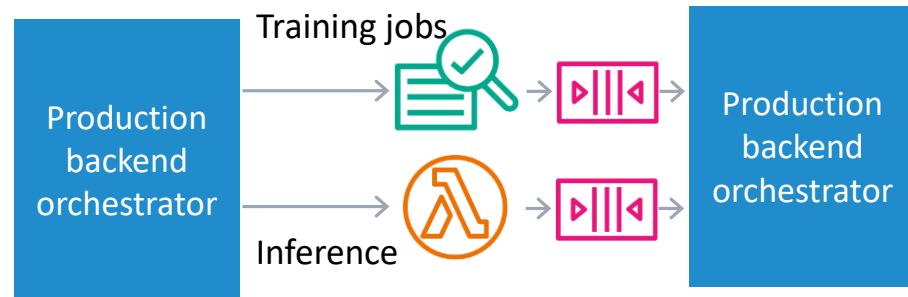 Training jobs
Production
backend
orchestrator
Inference
Production
backend
orchestrator